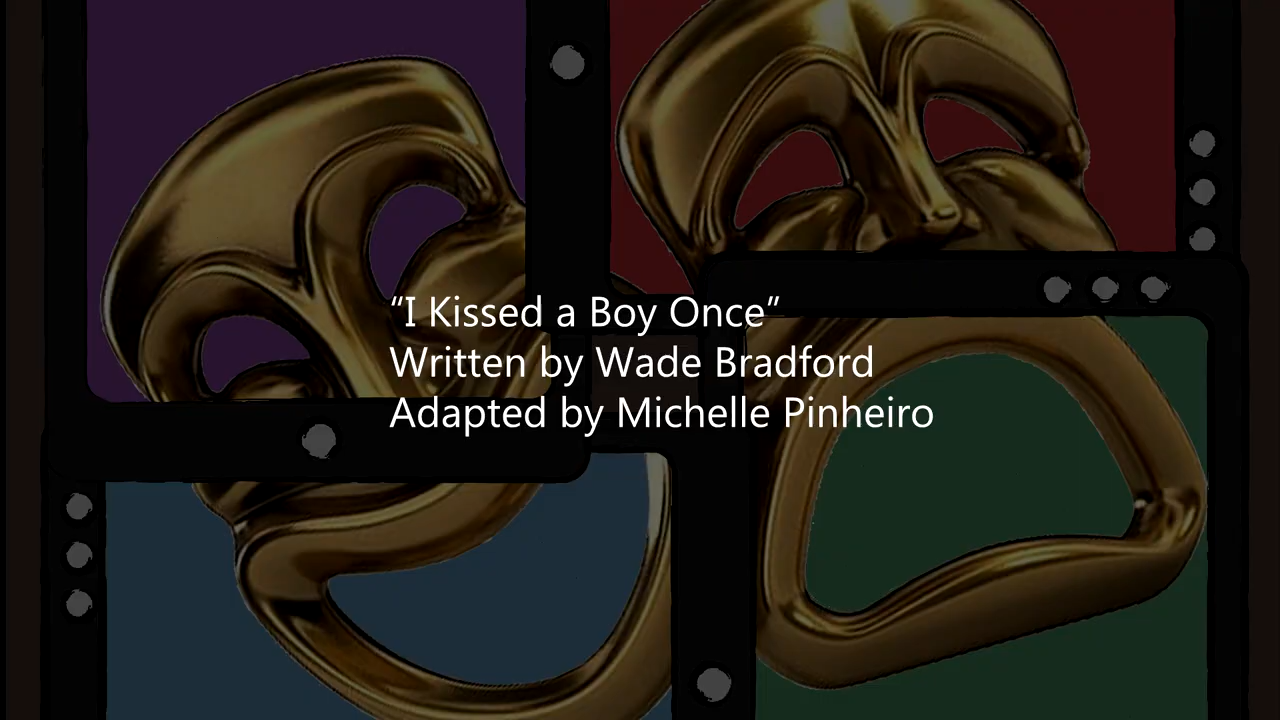 “I Kissed a Boy Once”
Written by Wade Bradford
Adapted by Michelle Pinheiro